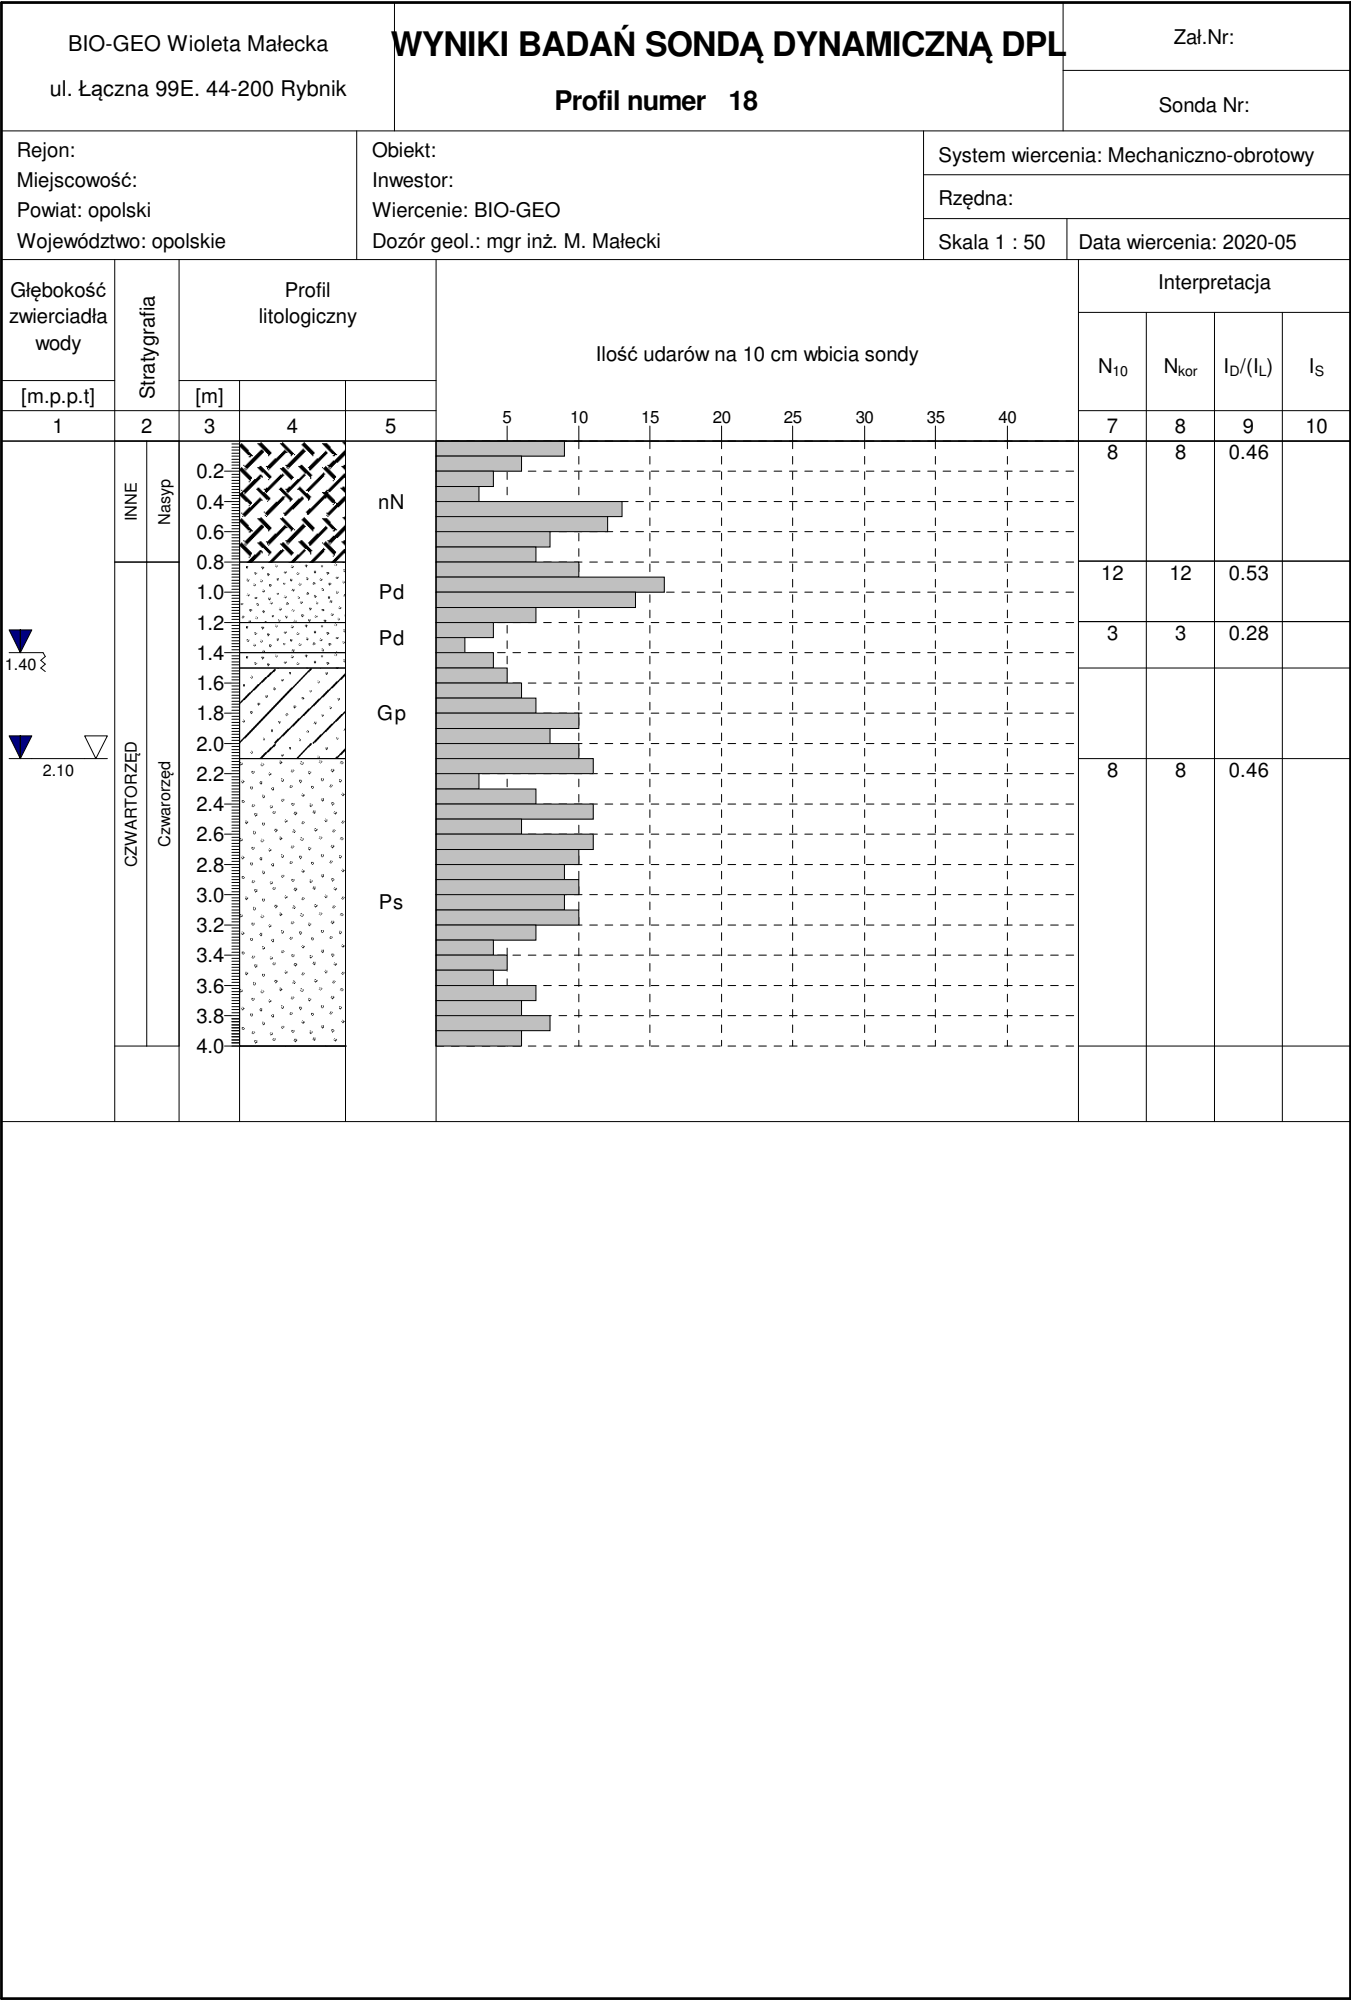 BIO-GEO Wioleta Małecka
ul. Łączna 99E. 44-200 Rybnik
WYNIKI BADAŃ SONDĄ DYNAMICZNĄ DPL
Profil numer 18
Zał.Nr:
Sonda Nr:
Rejon:
Miejscowość:
Powiat: opolski
Województwo: opolskie
Obiekt:
Inwestor:
Wiercenie: BIO-GEO
Dozór geol.: mgr inż. M. Małecki
System wiercenia: Mechaniczno-obrotowy
Rzędna:
Skala 1 : 50
Data wiercenia: 2020-05
Głębokość
zwierciadła
wody
[m.p.p.t]
Stratygrafia
Profil
litologiczny
[m]
Ilość udarów na 10 cm wbicia sondy
Interpretacja
N10 Nkor ID/(IL) IS
5 10 15 20 25 30 35 40
1 2 3 4 5 7 8 9 10
INNE
Nasyp
CZWARTORZĘD
Czwarorzęd
0.2
0.4
0.6
0.8
1.0
1.2
1.4
1.6
1.8
2.0
2.2
2.4
2.6
2.8
3.0
3.2
3.4
3.6
3.8
4.0
1.40
2.10
nN
Pd
Pd
Gp
Ps
8 8 0.46
12 12 0.53
3 3 0.28
8 8 0.46